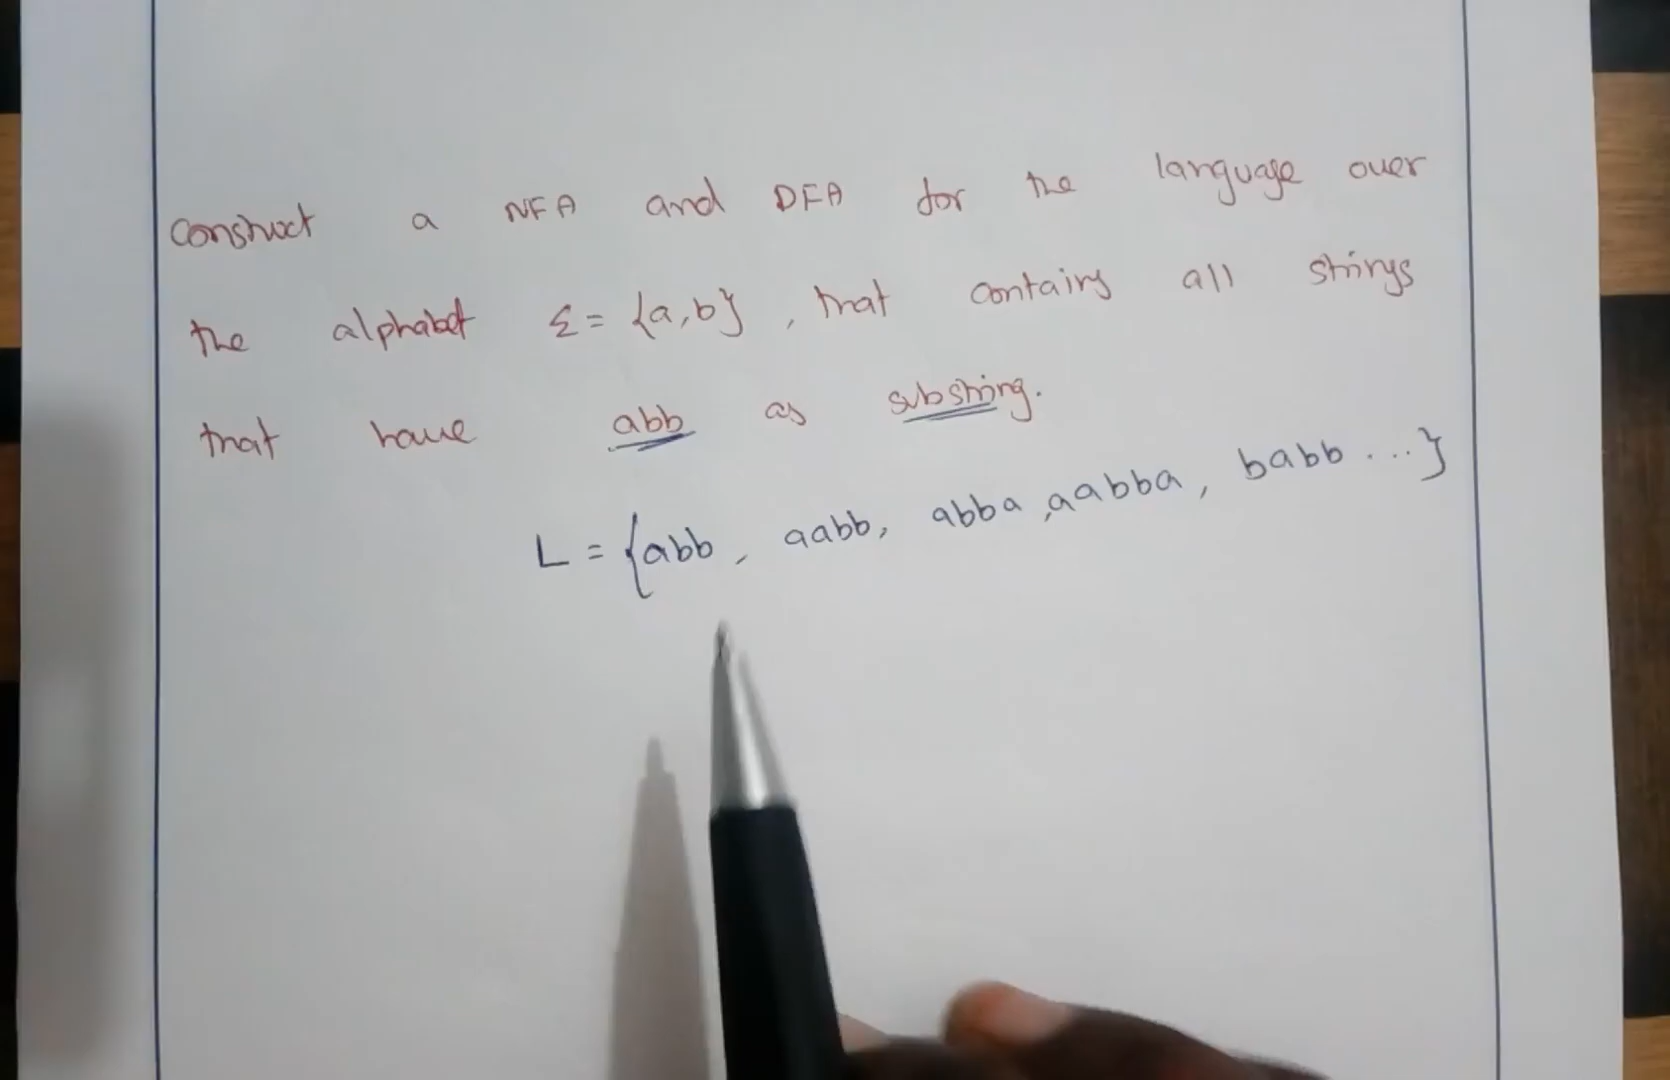 construct a NFA and DFA for the language over
the alphabet Σ = {a,b} , that contains all strings
that have abb as substring.
L = {abb, aabb, abba, aabba, babb ...}